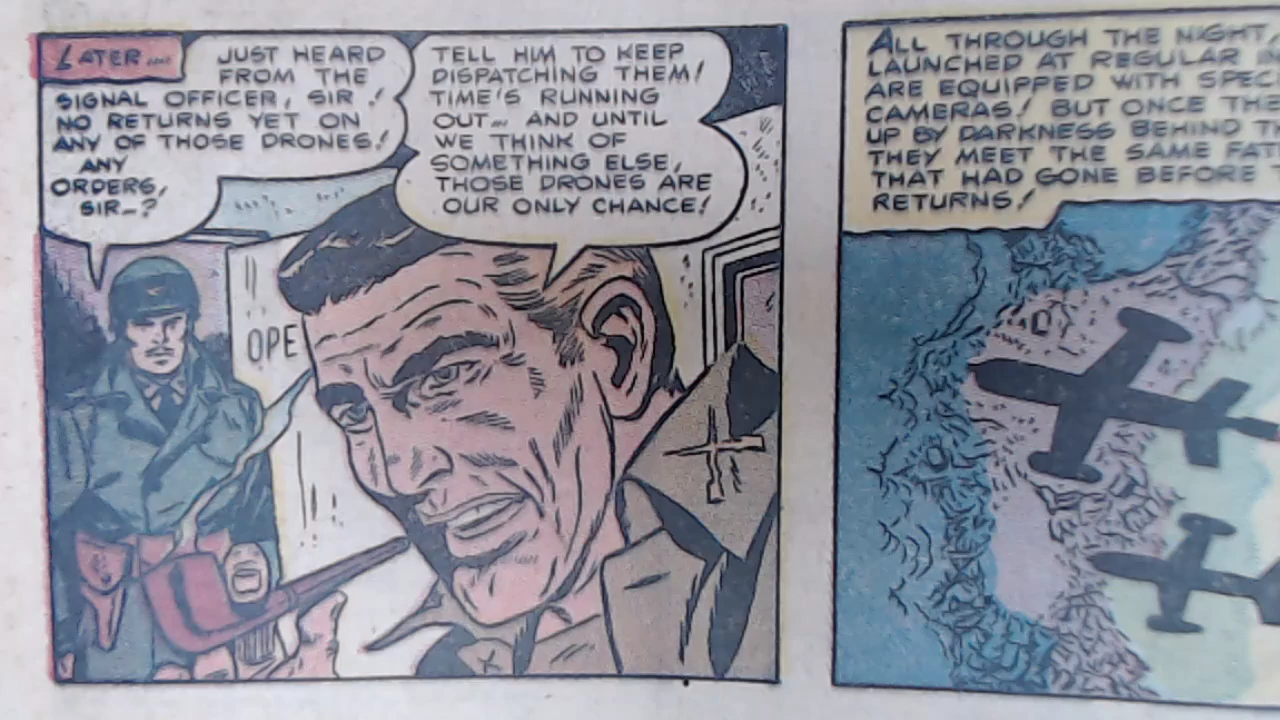 LATER....
JUST HEARD
FROM THE
SIGNAL OFFICER, SIR!
NO RETURNS YET ON
ANY OF THOSE DRONES!
ANY
ORDERS,
SIR—?
TELL HIM TO KEEP
DISPATCHING THEM!
TIME'S RUNNING
OUT... AND UNTIL
WE THINK OF
SOMETHING ELSE,
THOSE DRONES ARE
OUR ONLY CHANCE!
OPE
ALL THROUGH THE NIGHT,
LAUNCHED AT REGULAR
ARE EQUIPPED WITH
CAMERAS! BUT ONCE
UP BY DARKNESS BEHIND
THEY MEET THE SAME
THAT HAD GONE BEFORE
RETURNS!